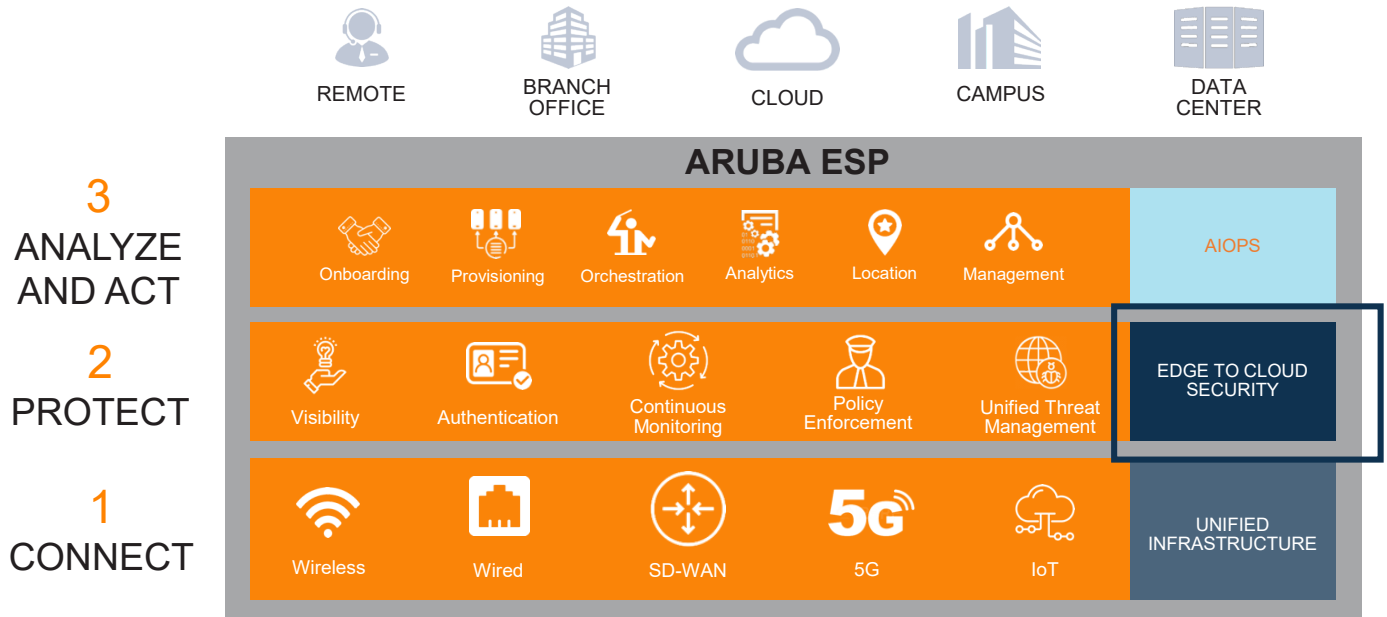 REMOTE
BRANCH
OFFICE
CLOUD
CAMPUS
DATA
CENTER
ARUBA ESP
3
ANALYZE
AND ACT
Onboarding
Provisioning
Orchestration
Analytics
Location
Management
AIOPS
2
PROTECT
Visibility
Authentication
Continuous
Monitoring
Policy
Enforcement
Unified Threat
Management
EDGE TO CLOUD
SECURITY
1
CONNECT
Wireless
Wired
SD-WAN
5G
5G
IoT
UNIFIED
INFRASTRUCTURE